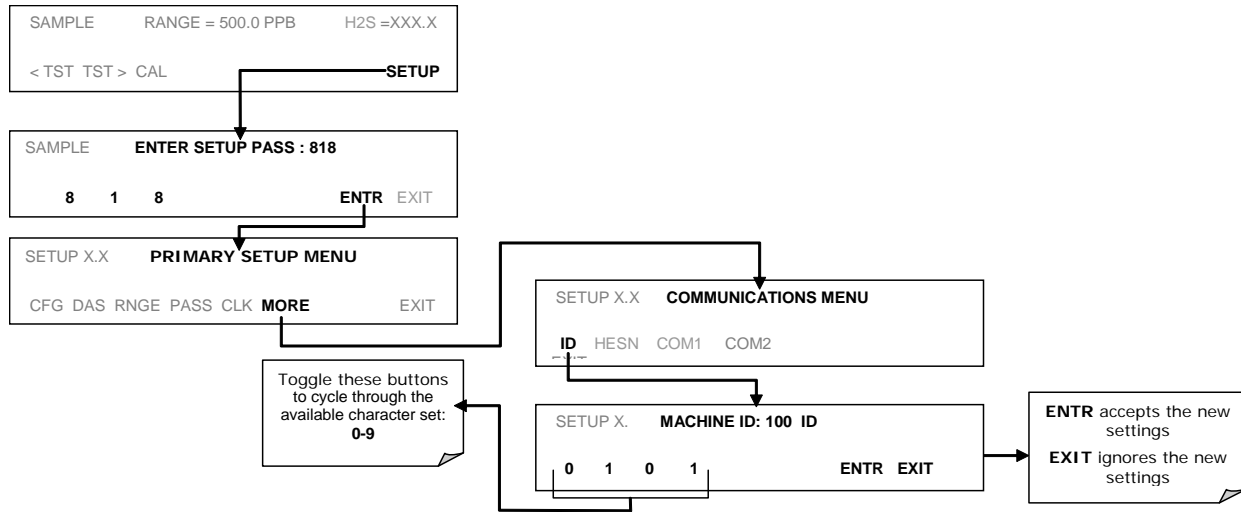 SAMPLE RANGE = 500.0 PPB H2S =XXX.X
< TST TST > CAL SETUP
SAMPLE ENTER SETUP PASS : 818
8 1 8 ENTR EXIT
SETUP X.X PRIMARY SETUP MENU
CFG DAS RNGE PASS CLK MORE EXIT
SETUP X.X COMMUNICATIONS MENU
ID HESN COM1 COM2
Toggle these buttons
to cycle through the
available character set:
0-9
SETUP X. MACHINE ID: 100 ID
0 1 0 1 ENTR EXIT
ENTR accepts the new
settings
EXIT ignores the new
settings